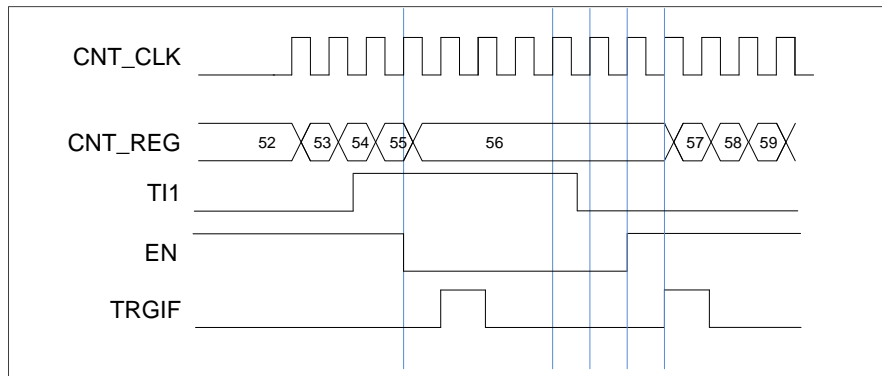 CNT_CLK
CNT_REG 52 53 54 55 56 57 58 59
TI1
EN
TRGIF